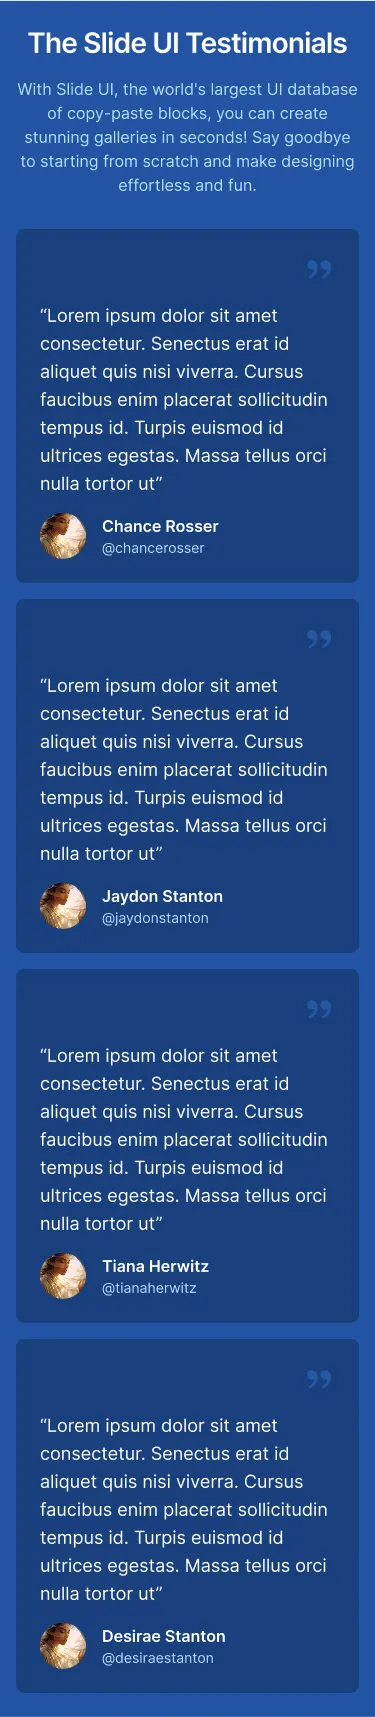 The Slide UI Testimonials
With Slide UI, the world's largest UI database
of copy-paste blocks, you can create
stunning galleries in seconds! Say goodbye
to starting from scratch and make designing
effortless and fun.
”
“Lorem ipsum dolor sit amet
consectetur. Senectus erat id
aliquet quis nisi viverra. Cursus
faucibus enim placerat sollicitudin
tempus id. Turpis euismod id
ultrices egestas. Massa tellus orci
nulla tortor ut”
Chance Rosser
@chancerosser
”
“Lorem ipsum dolor sit amet
consectetur. Senectus erat id
aliquet quis nisi viverra. Cursus
faucibus enim placerat sollicitudin
tempus id. Turpis euismod id
ultrices egestas. Massa tellus orci
nulla tortor ut”
Jaydon Stanton
@jaydonstanton
”
“Lorem ipsum dolor sit amet
consectetur. Senectus erat id
aliquet quis nisi viverra. Cursus
faucibus enim placerat sollicitudin
tempus id. Turpis euismod id
ultrices egestas. Massa tellus orci
nulla tortor ut”
Tiana Herwitz
@tianaherwitz
”
“Lorem ipsum dolor sit amet
consectetur. Senectus erat id
aliquet quis nisi viverra. Cursus
faucibus enim placerat sollicitudin
tempus id. Turpis euismod id
ultrices egestas. Massa tellus orci
nulla tortor ut”
Desirae Stanton
@desiraestanton